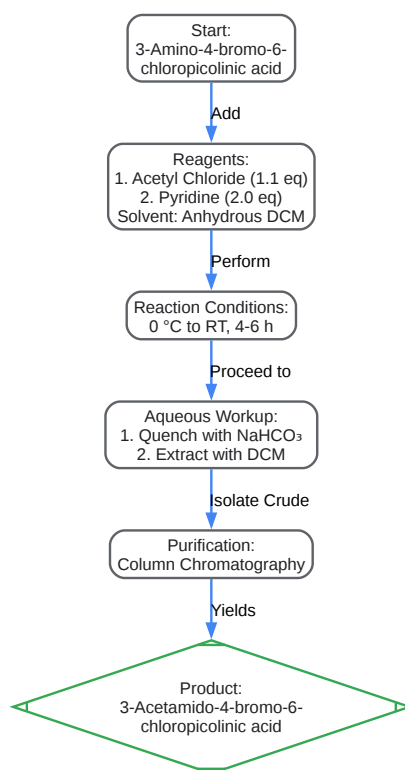 Start:
3-Amino-4-bromo-6-
chloropicolinic acid
Add
Reagents:
1. Acetyl Chloride (1.1 eq)
2. Pyridine (2.0 eq)
Solvent: Anhydrous DCM
Perform
Reaction Conditions:
0 °C to RT, 4-6 h
Proceed to
Aqueous Workup:
1. Quench with NaHCO₃
2. Extract with DCM
Isolate Crude
Purification:
Column Chromatography
Yields
Product:
3-Acetamido-4-bromo-6-
chloropicolinic acid